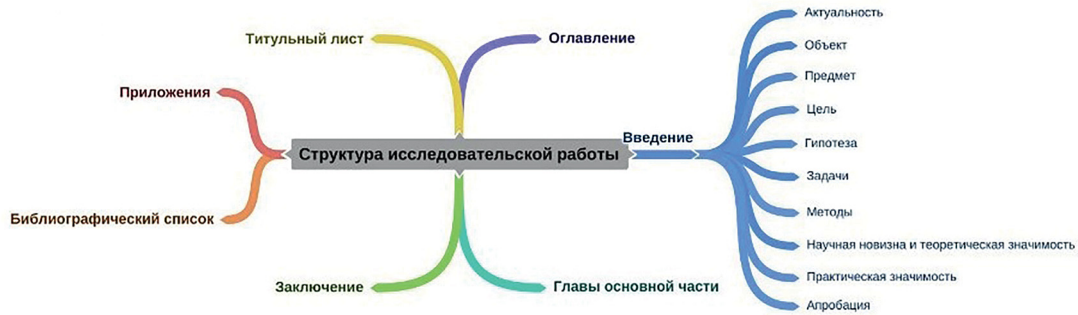 Актуальность
Титульный лист
Оглавление
Объект
Предмет
Приложения
Цель
Введение
Гипотеза
Структура исследовательской работы
Задачи
Методы
Библиографический список
Научная новизна и теоретическая значимость
Практическая значимость
Заключение
Главы основной части
Апробация